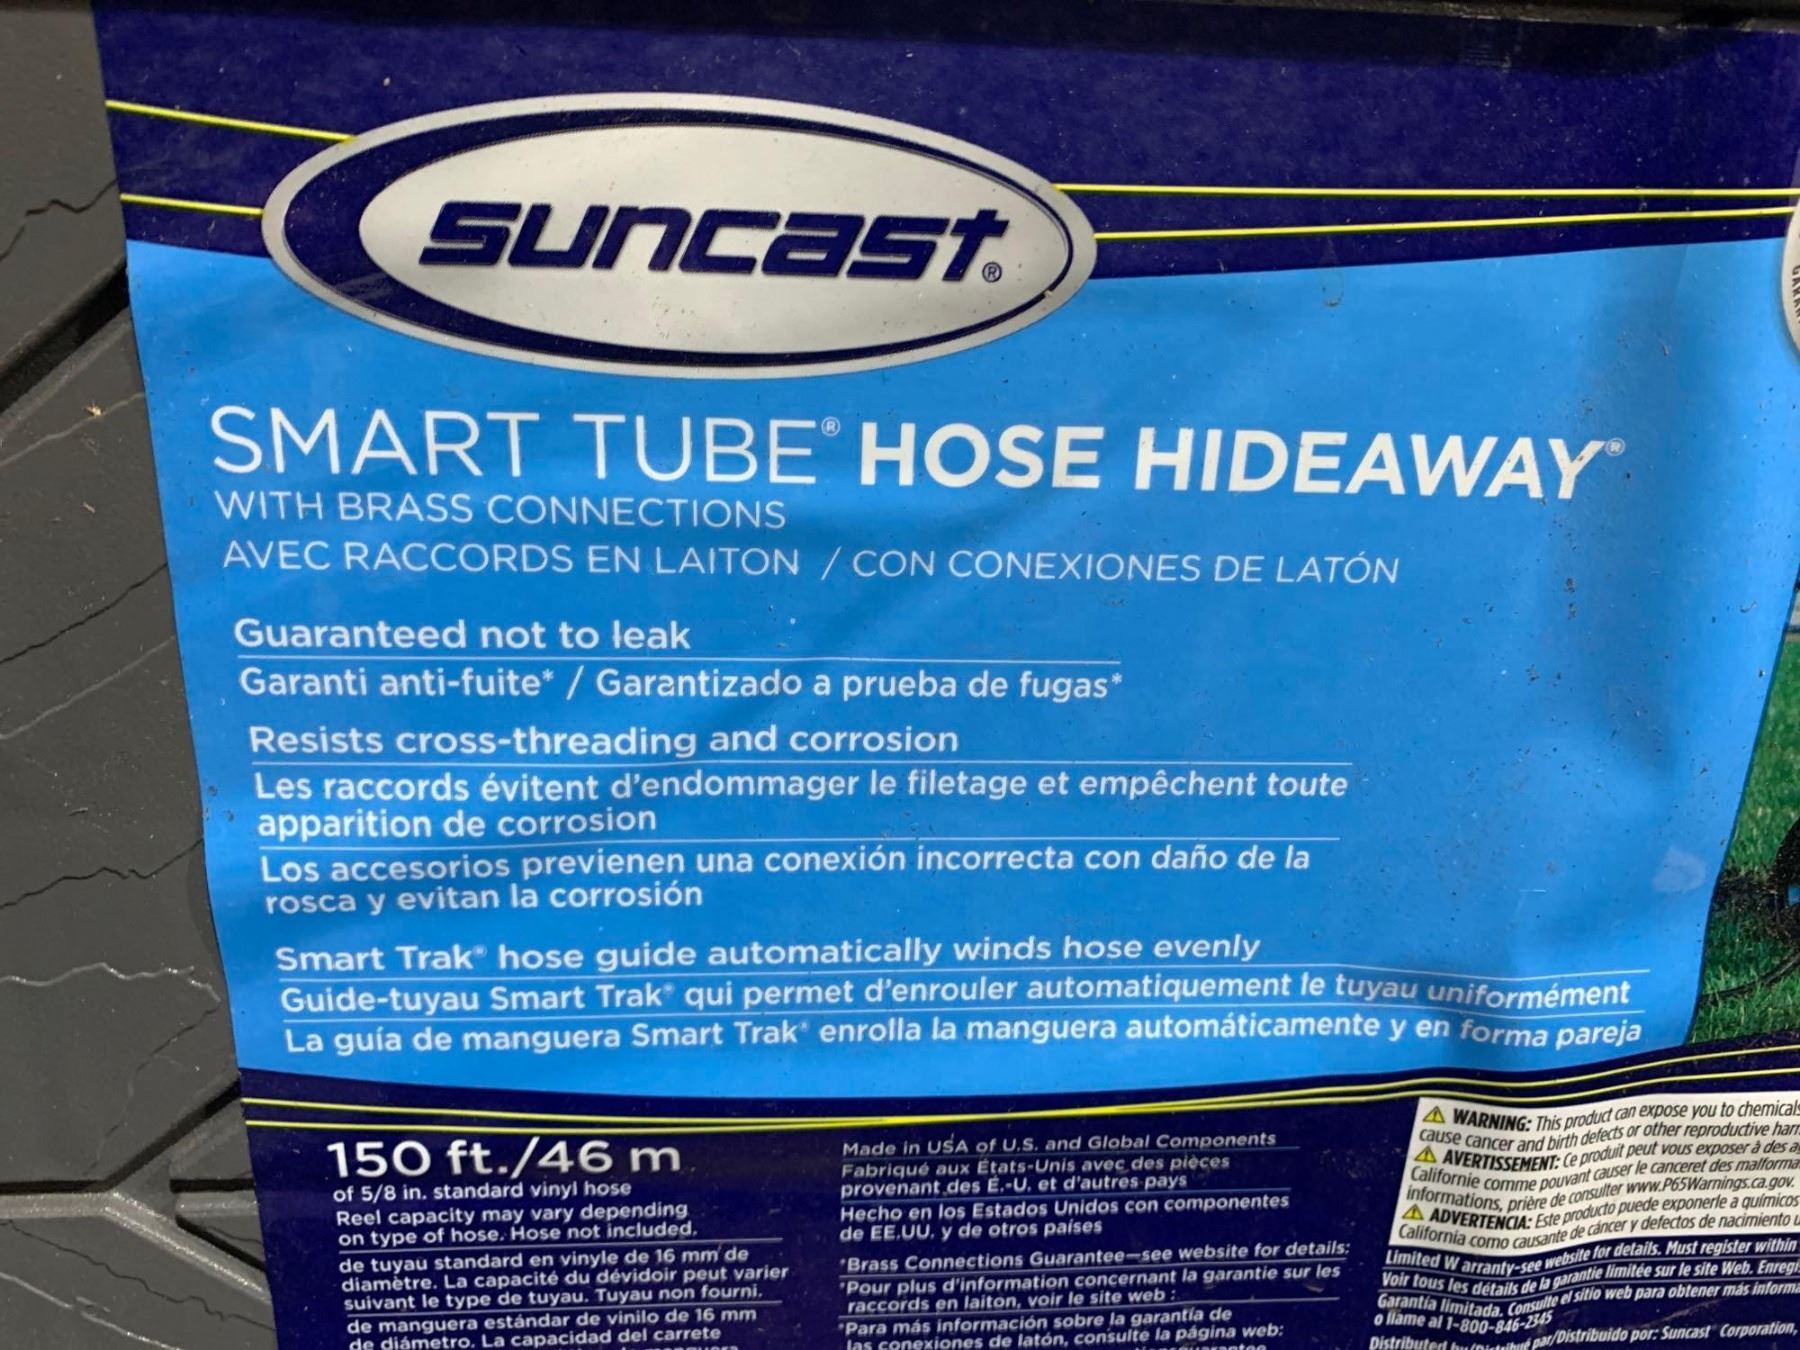 suncast®
SMART TUBE® HOSE HIDEAWAY®
WITH BRASS CONNECTIONS
AVEC RACCORDS EN LAITON / CON CONEXIONES DE LATÓN
Guaranteed not to leak
Garanti anti-fuite* / Garantizado a prueba de fugas*
Resists cross-threading and corrosion
Les raccords évitent d'endommager le filetage et empêchent toute
apparition de corrosion
Los accesorios previenen una conexión incorrecta con daño de la
rosca y evitan la corrosión
Smart Trak® hose guide automatically winds hose evenly
Guide-tuyau Smart Trak® qui permet d'enrouler automatiquement le tuyau uniformément
La guía de manguera Smart Trak® enrolla la manguera automáticamente y en forma pareja
150 ft./46 m
of 5/8 in. standard vinyl hose
Reel capacity may vary depending
on type of hose. Hose not included.
de tuyau standard en vinyle de 16 mm de
diamètre. La capacité du dévidoir peut varier
suivant le type de tuyau. Tuyau non fourni.
de manguera estándar de vinilo de 16 mm
de diámetro. La capacidad del carrete
Made in USA of U.S. and Global Components
Fabriqué aux États-Unis avec des pièces
provenant des É.-U. et d'autres pays
Hecho en los Estados Unidos con componentes
de EE.UU. y de otros países
*Brass Connections Guarantee—see website for details:
*Pour plus d'information concernant la garantie sur les
raccords en laiton, voir le site web :
*Para más información sobre la garantía de
las conexiones de latón, consulte la página web:
⚠ WARNING: This product can expose you to chemicals
cause cancer and birth defects or other reproductive
⚠ AVERTISSEMENT: Ce produit peut vous exposer à des
Californie comme pouvant causer le canceret des
informations, prière de consulter www.P65Warnings.ca.gov.
⚠ ADVERTENCIA: Este producto puede exponerle a químicos
California como causante de cáncer y defectos de nacimiento
Limited Warranty-see website for details. Must register within
Voir tous les détails de la garantie limitée sur le site Web.
Garantía limitada. Consulte el sitio web para obtener más
o llame al 1-800-846-2345
Distribuido por: Suncast® Corporation,